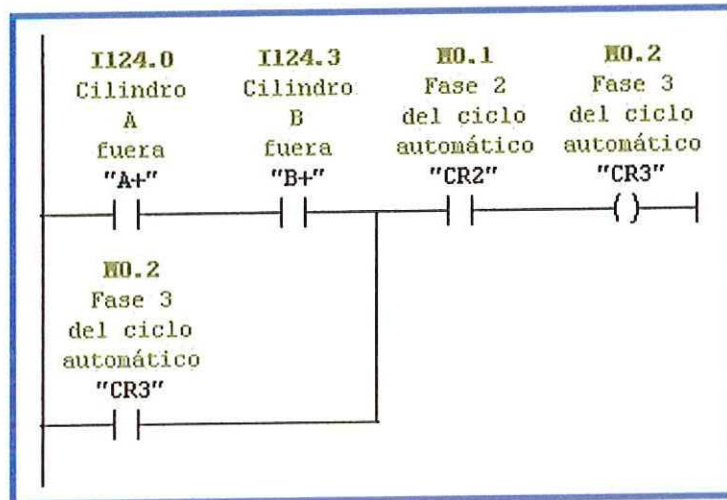 I124.0 I124.3 M0.1 M0.2
Cilindro Cilindro Fase 2 Fase 3
A B del ciclo del ciclo
fuera fuera automático automático
"A+" "B+" "CR2" "CR3"
M0.2
Fase 3
del ciclo
automático
"CR3"